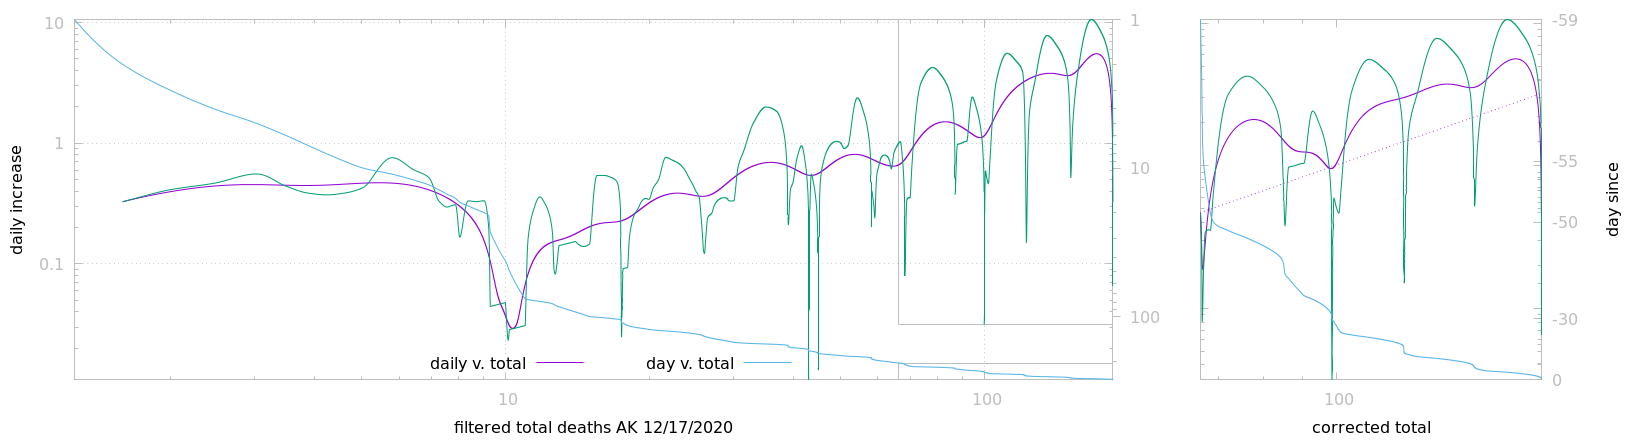 10
1
0.1
daily increase
1
10
100
daily v. total
day v. total
10
100
filtered total deaths AK 12/17/2020
-59
-55
-50
-30
0
day since
100
corrected total